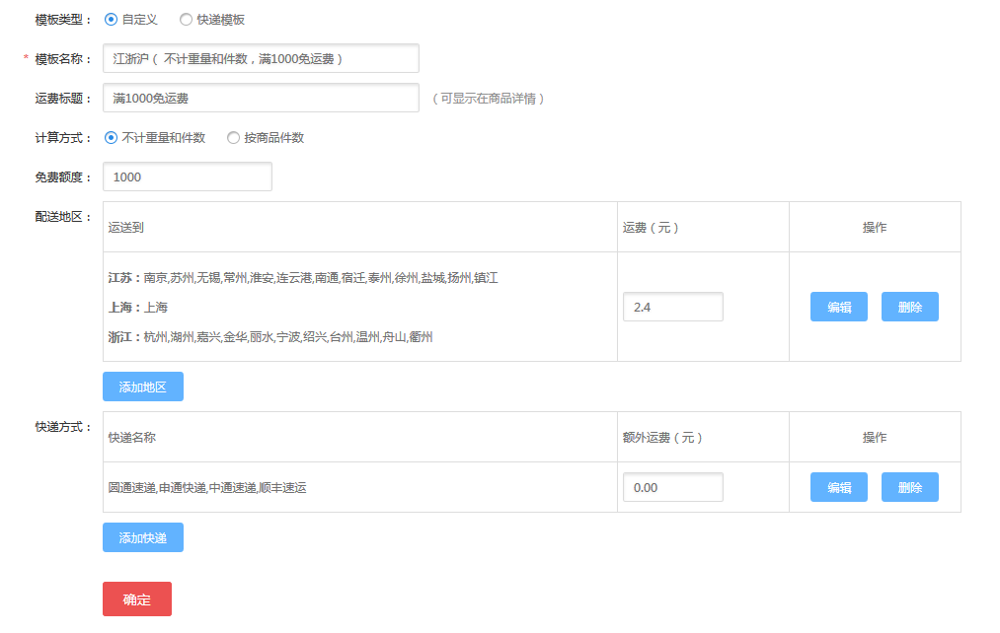 模板类型： 自定义 快递模板
* 模板名称： 江浙沪（ 不计重量和件数，满1000免运费 ）
运费标题： 满1000免运费 （可显示在商品详情）
计算方式： 不计重量和件数 按商品件数
免费额度： 1000
配送地区： 运送到 运费（元） 操作
江苏：南京,苏州,无锡,常州,淮安,连云港,南通,宿迁,泰州,徐州,盐城,扬州,镇江
上海：上海 2.4 编辑 删除
浙江：杭州,湖州,嘉兴,金华,丽水,宁波,绍兴,台州,温州,舟山,衢州
添加地区
快递方式： 快递名称 额外运费（元） 操作
圆通速递,申通快递,中通速递,顺丰速运 0.00 编辑 删除
添加快递
确定